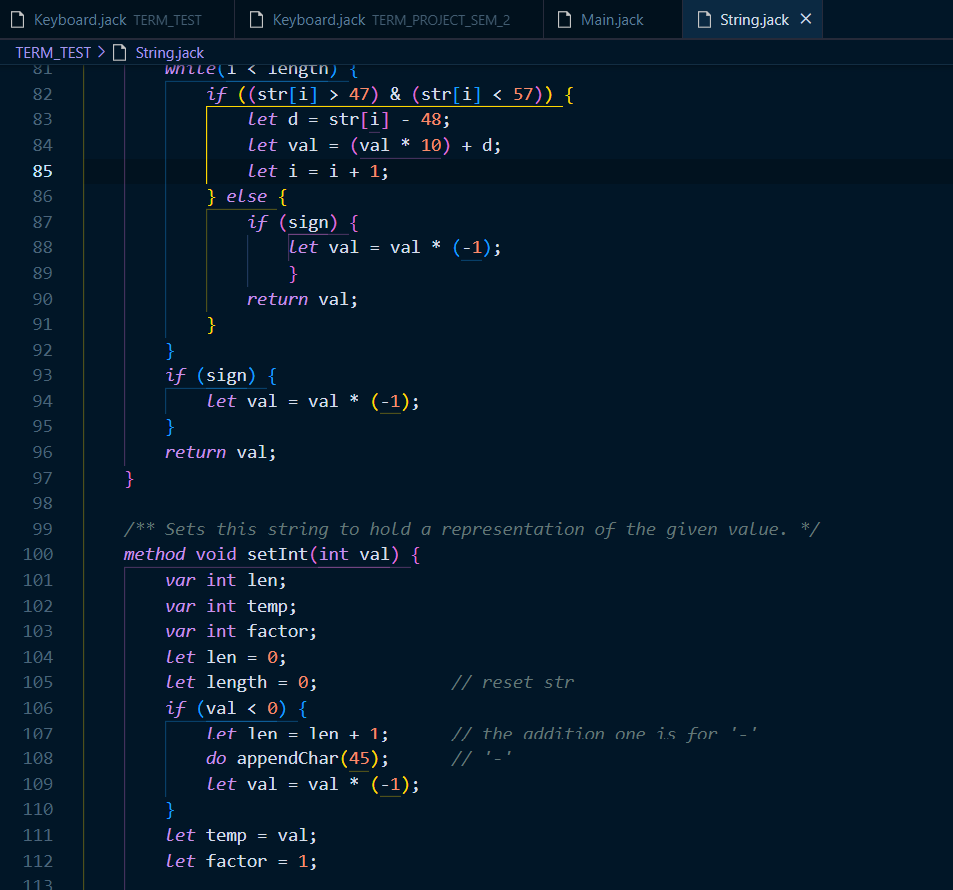 Keyboard.jack TERM_TEST Keyboard.jack TERM_PROJECT_SEM_2 Main.jack String.jack ×
TERM_TEST > String.jack
81 while(i < length) {
82 if ((str[i] > 47) & (str[i] < 57)) {
83 let d = str[i] - 48;
84 let val = (val * 10) + d;
85 let i = i + 1;
86 } else {
87 if (sign) {
88 let val = val * (-1);
89 }
90 return val;
91 }
92 }
93 if (sign) {
94 let val = val * (-1);
95 }
96 return val;
97 }
98
99 /** Sets this string to hold a representation of the given value. */
100 method void setInt(int val) {
101 var int len;
102 var int temp;
103 var int factor;
104 let len = 0;
105 let length = 0; // reset str
106 if (val < 0) {
107 let len = len + 1; // the addition one is for '-'
108 do appendChar(45); // '-'
109 let val = val * (-1);
110 }
111 let temp = val;
112 let factor = 1;
113